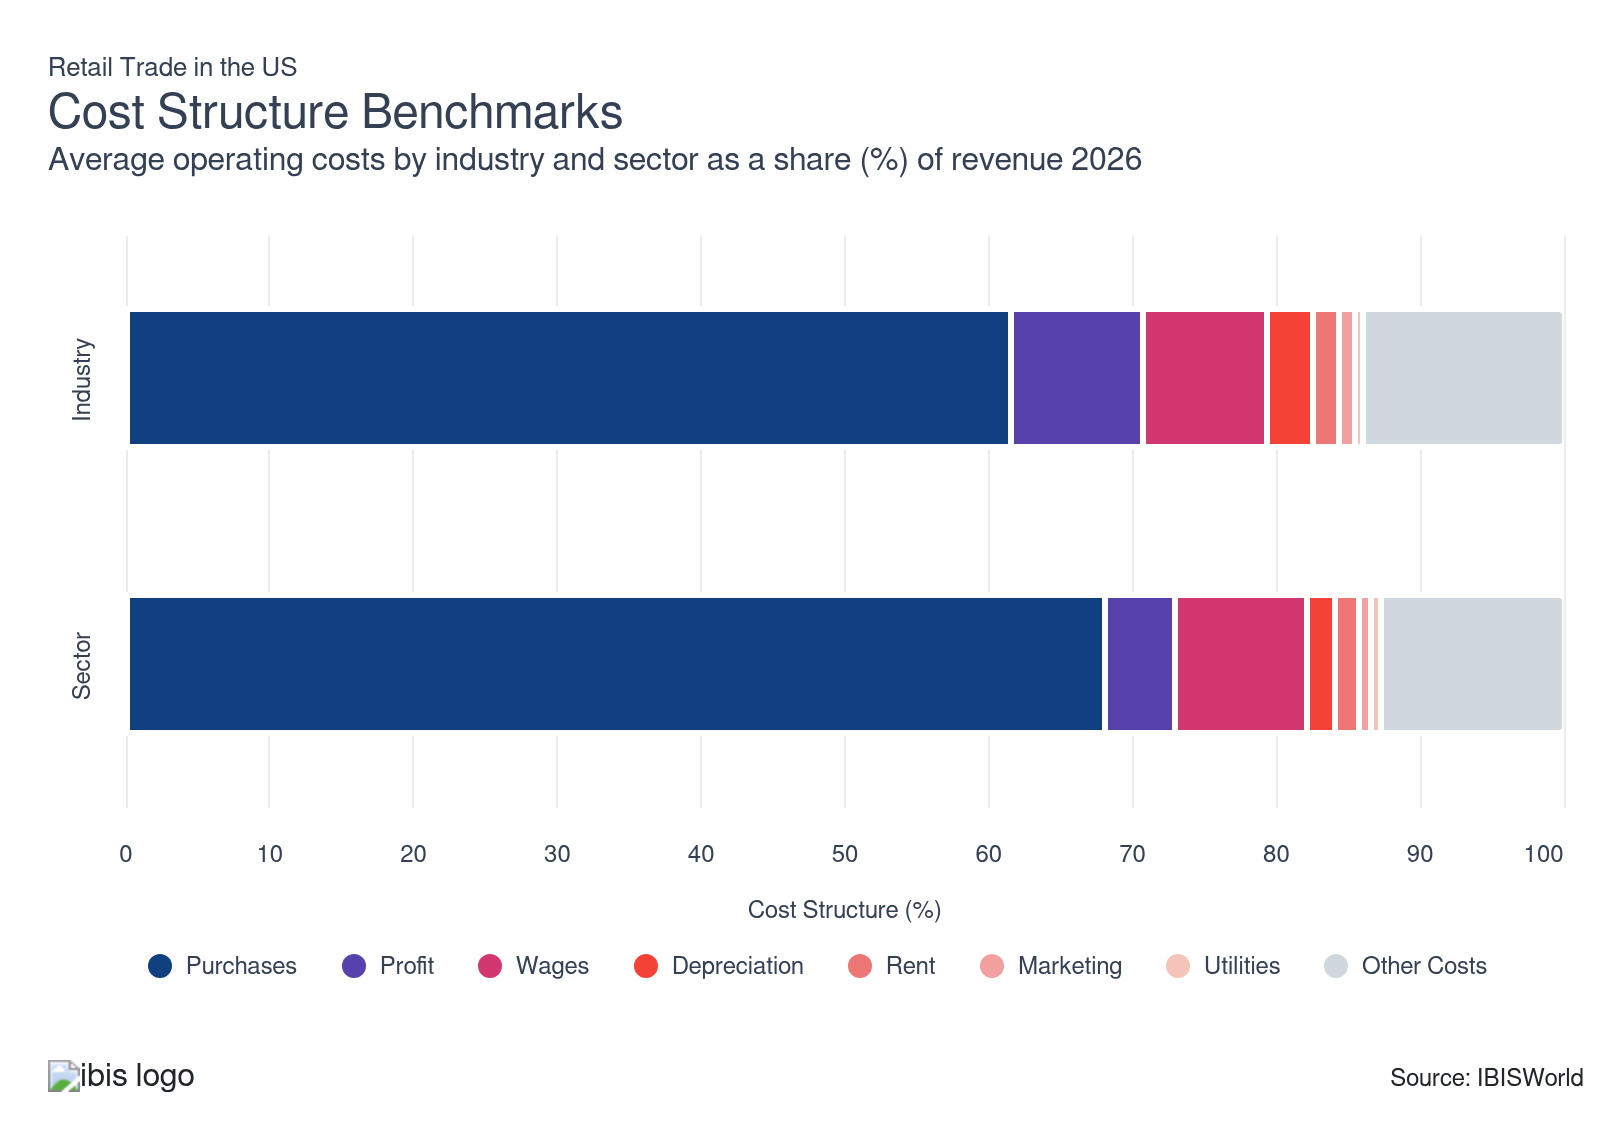 Retail Trade in the US
Cost Structure Benchmarks
Average operating costs by industry and sector as a share (%) of revenue 2026
Industry
Sector
0 10 20 30 40 50 60 70 80 90 100
Cost Structure (%)
Purchases Profit Wages Depreciation Rent Marketing Utilities Other Costs
ibis logo
Source: IBISWorld